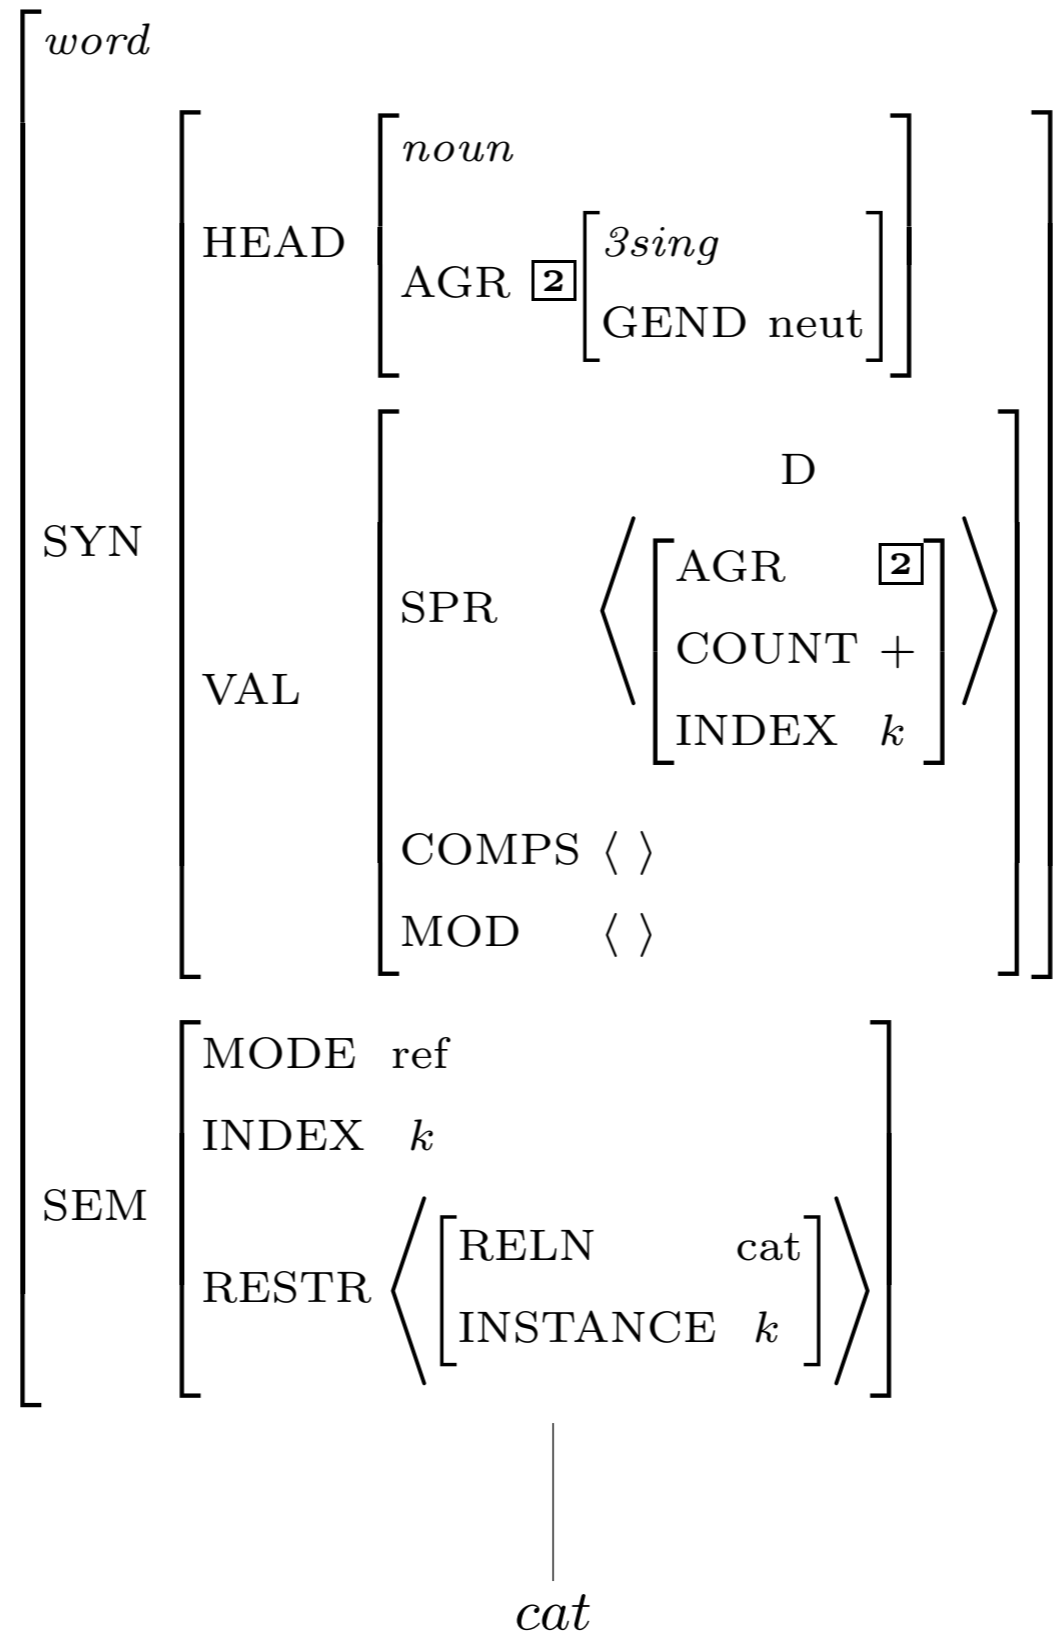 word
noun
HEAD
3sing
AGR 2
GEND neut
D
SYN
AGR 2
SPR
COUNT +
VAL
INDEX k
COMPS ⟨ ⟩
MOD ⟨ ⟩
MODE ref
INDEX k
SEM
RELN cat
RESTR
INSTANCE k
cat